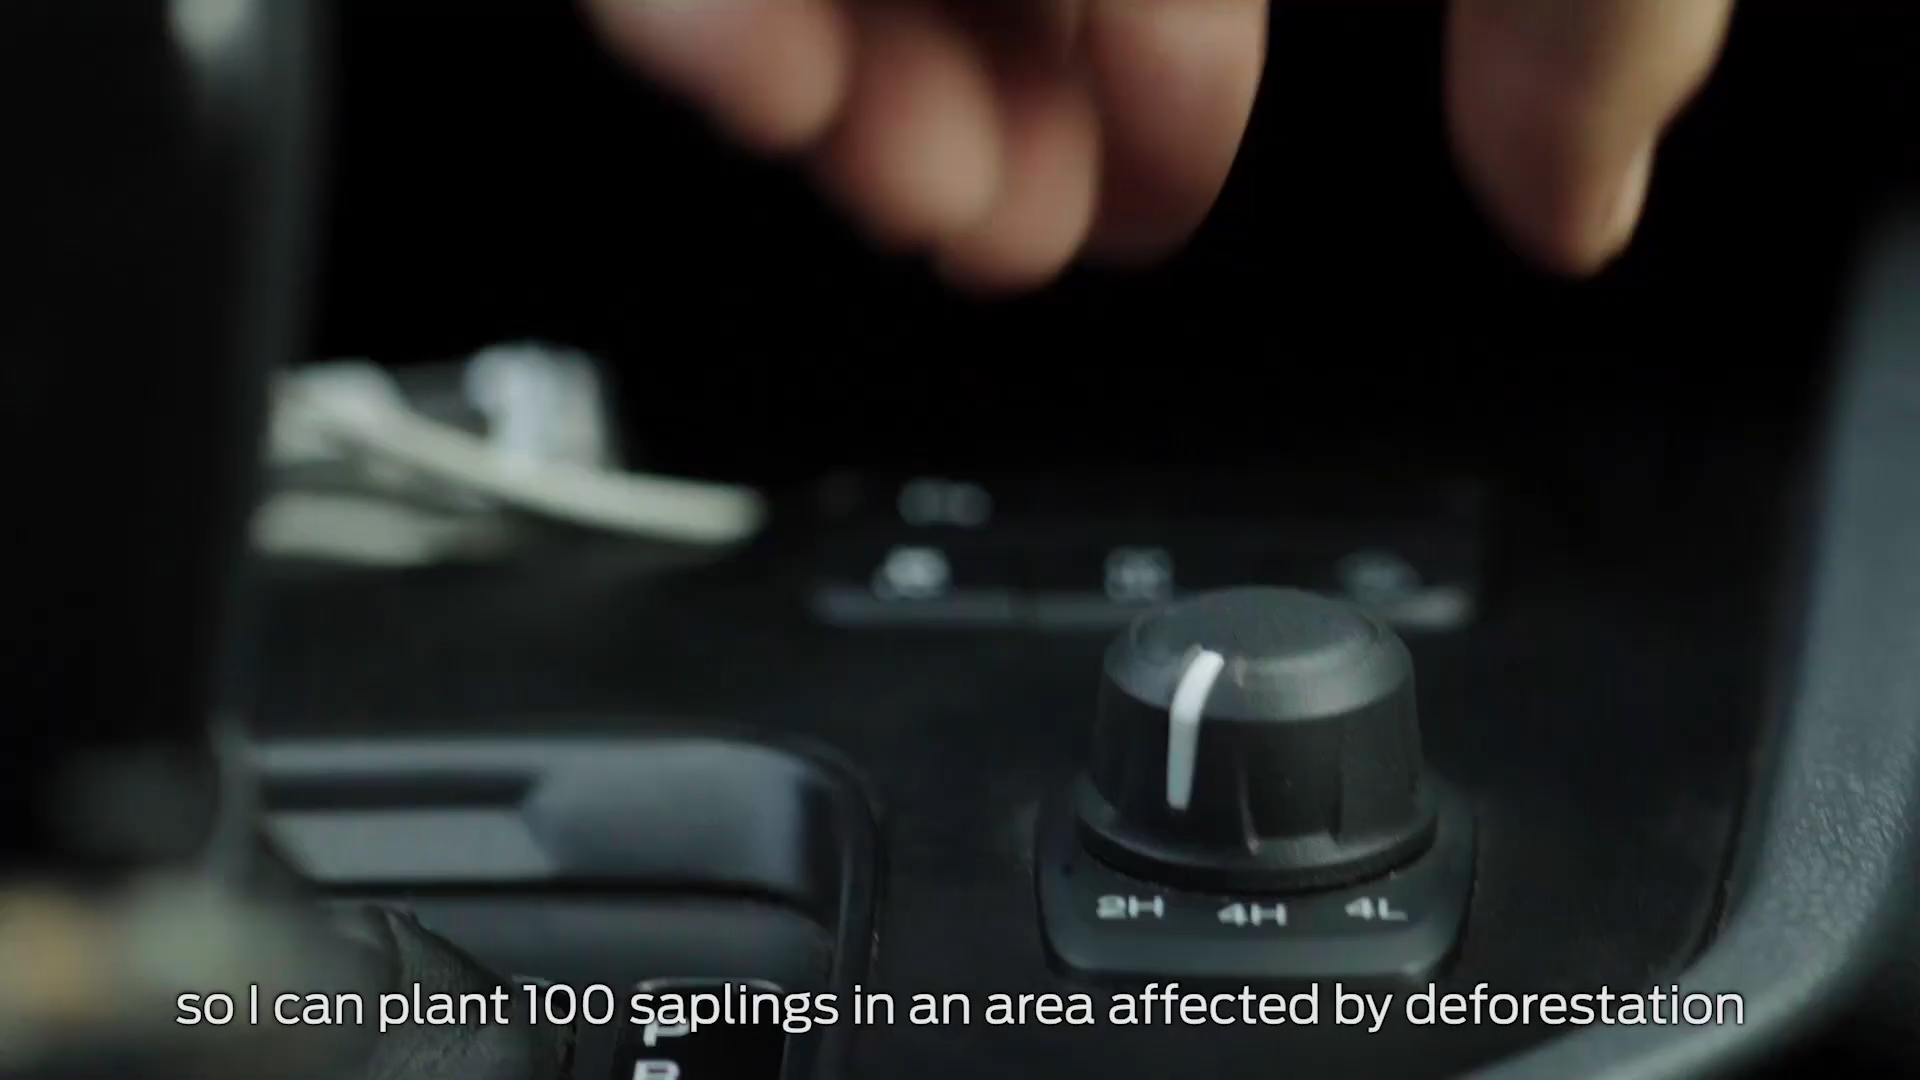 2H 4H 4L
so I can plant 100 saplings in an area affected by deforestation
P
R